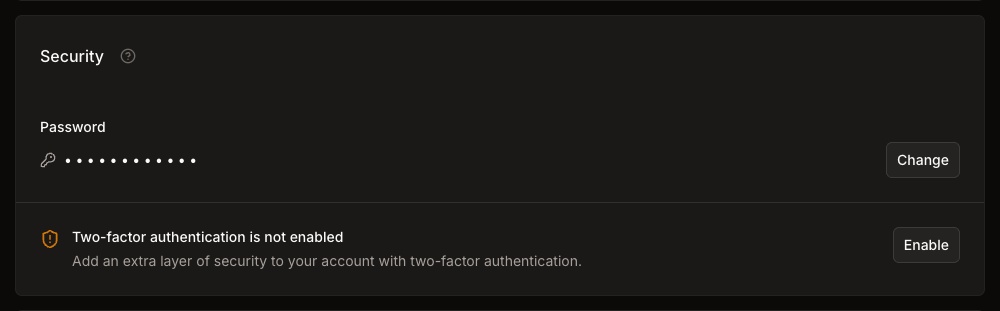 Security
Password
••••••••••••
Change
Two-factor authentication is not enabled
Add an extra layer of security to your account with two-factor authentication.
Enable